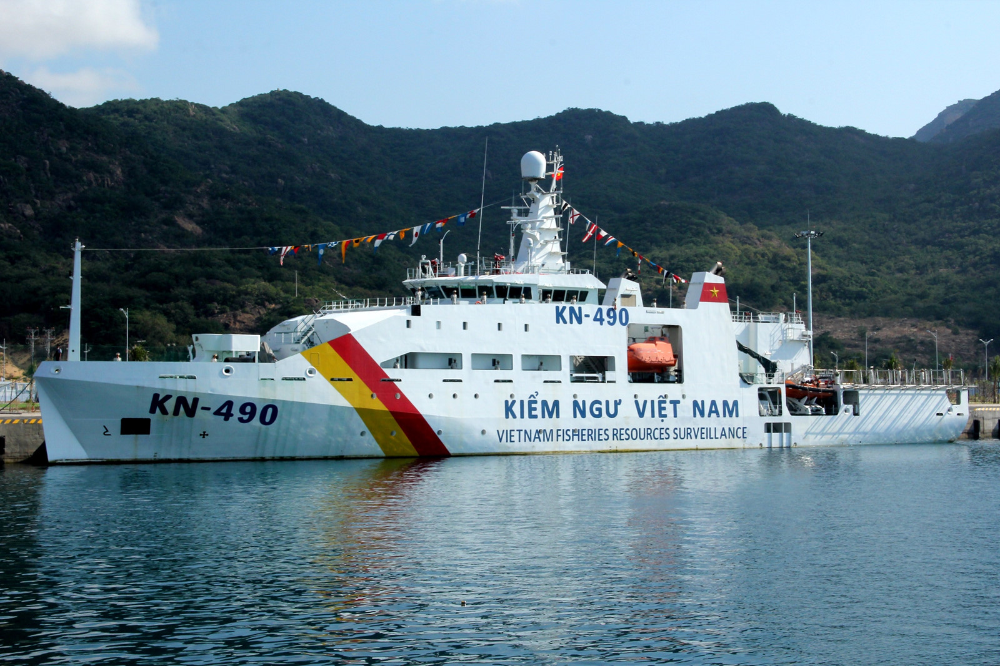 KN-490
KN-490
KIỂM NGƯ VIỆT NAM
VIETNAM FISHERIES RESOURCES SURVEILLANCE